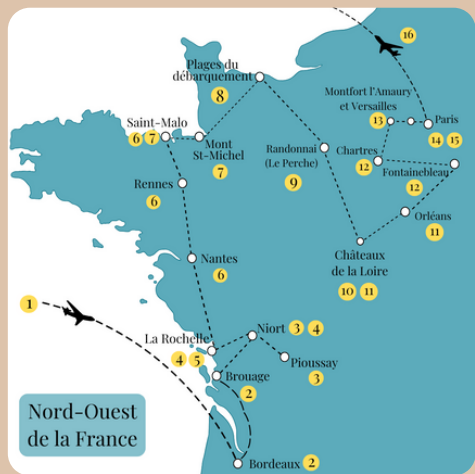 16
Plages du
débarquement
8
Montfort l'Amaury
et Versailles
13
Paris
14 15
Saint-Malo
6 7
Mont
St-Michel
7
Randonnai
(Le Perche)
9
Chartres
12
Fontainebleau
12
Rennes
6
Orléans
11
Nantes
6
Châteaux
de la Loire
10 11
1
La Rochelle
4 5
Niort 3 4
Pioussay
3
Brouage
2
Nord-Ouest
de la France
Bordeaux 2